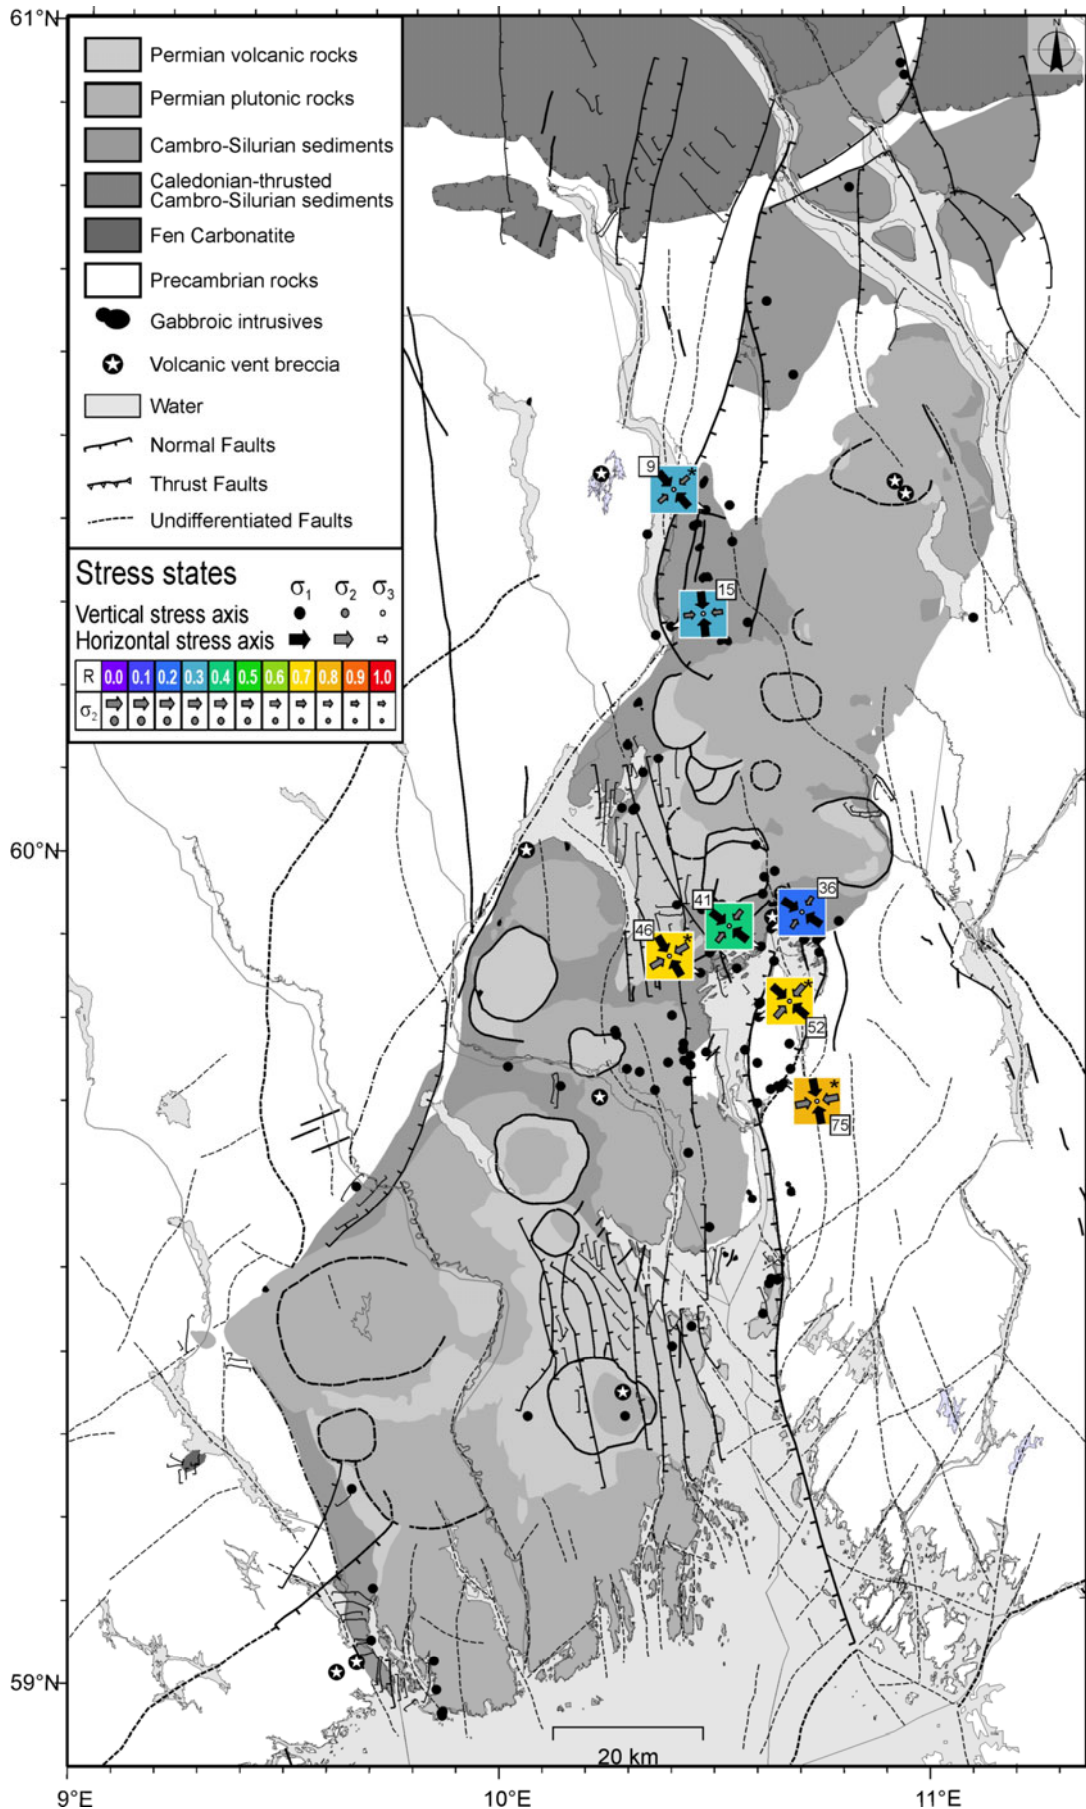 61°N
N
Permian volcanic rocks
Permian plutonic rocks
Cambro-Silurian sediments
Caledonian-thrusted
Cambro-Silurian sediments
Fen Carbonatite
Precambrian rocks
Gabbroic intrusives
Volcanic vent breccia
Water
Normal Faults
Thrust Faults
Undifferentiated Faults
Stress states
σ1 σ2 σ3
Vertical stress axis
Horizontal stress axis
R 0.0 0.1 0.2 0.3 0.4 0.5 0.6 0.7 0.8 0.9 1.0
σ2
9
*
15
60°N
36
41
46
*
*
52
*
75
59°N
20 km
9°E 10°E 11°E